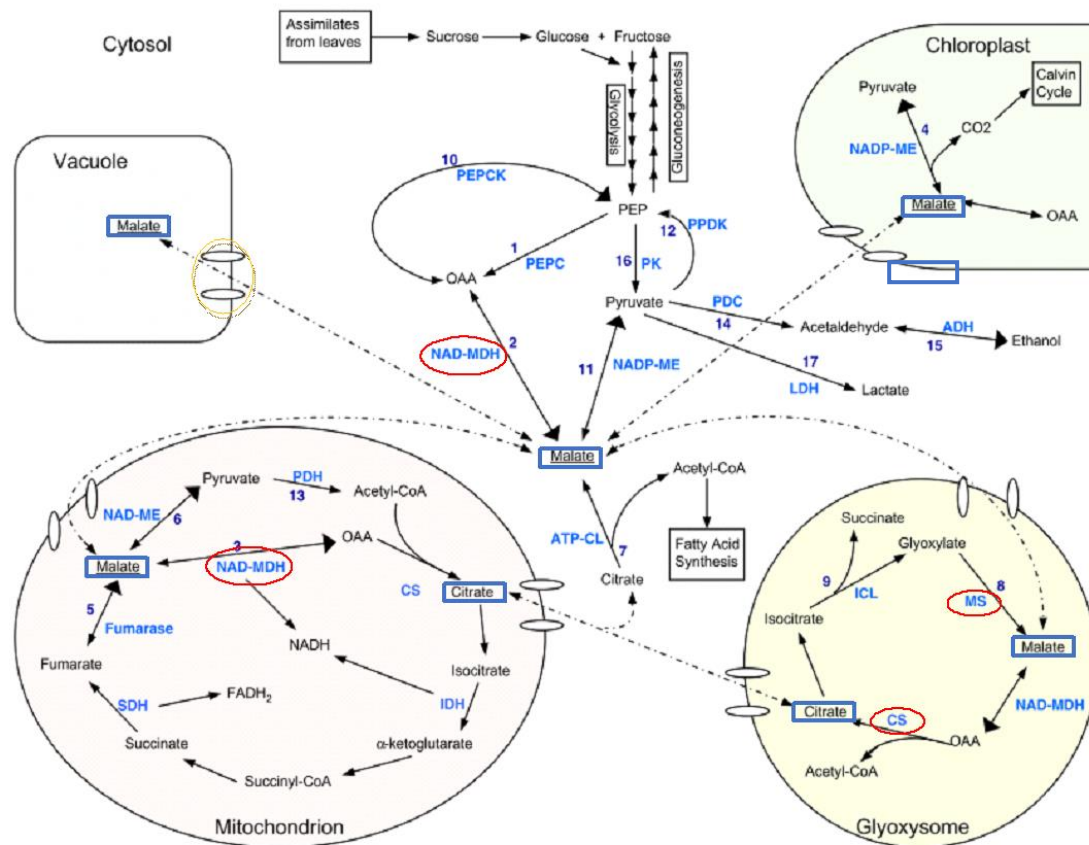 Cytosol
Assimilates
from leaves
Sucrose
Glucose + Fructose
Glycolysis
Gluconeogenesis
Chloroplast
Pyruvate
Calvin
Cycle
4
CO2
NADP-ME
Malate
OAA
Vacuole
Malate
10
PEPCK
PEP
PPDK
12
1
PEPC
16
PK
OAA
Pyruvate
PDC
14
Acetaldehyde
ADH
15
Ethanol
NAD-MDH
2
11
NADP-ME
17
LDH
Lactate
Malate
Acetyl-CoA
ATP-CL
7
Fatty Acid
Synthesis
Citrate
Pyruvate
PDH
13
Acetyl-CoA
NAD-ME
6
OAA
3
Malate
NAD-MDH
CS
Citrate
5
Fumarase
NADH
Isocitrate
Fumarate
SDH
FADH2
IDH
Succinate
α-ketoglutarate
Succinyl-CoA
Mitochondrion
Succinate
Glyoxylate
9
ICL
8
MS
Isocitrate
Malate
Citrate
CS
NAD-MDH
OAA
Acetyl-CoA
Glyoxysome